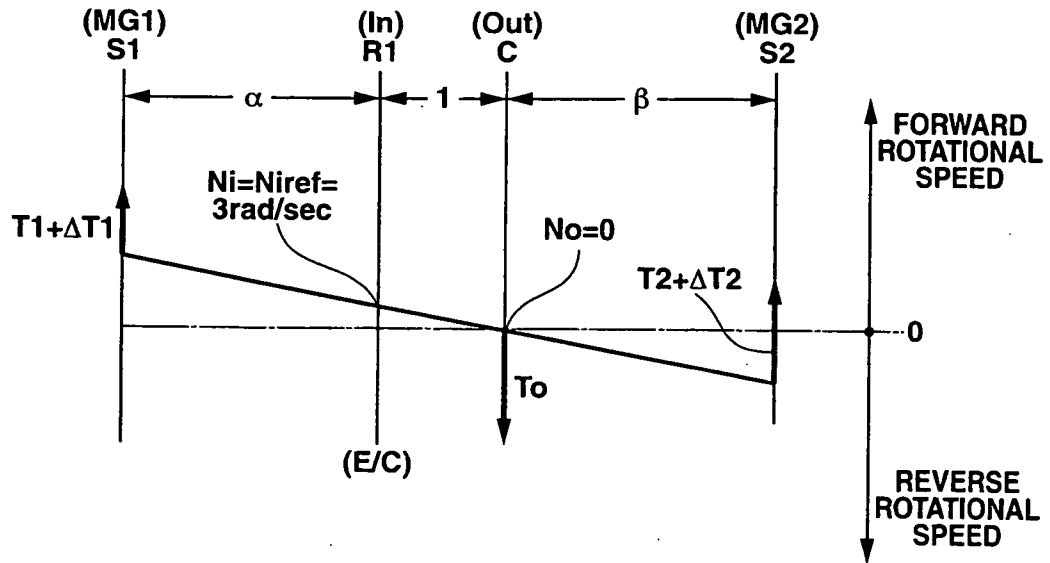 (MG1)
S1
(In)
R1
(Out)
C
(MG2)
S2
α
1
β
FORWARD
ROTATIONAL
SPEED
Ni=Niref=
3rad/sec
T1+ΔT1
No=0
T2+ΔT2
0
To
(E/C)
REVERSE
ROTATIONAL
SPEED